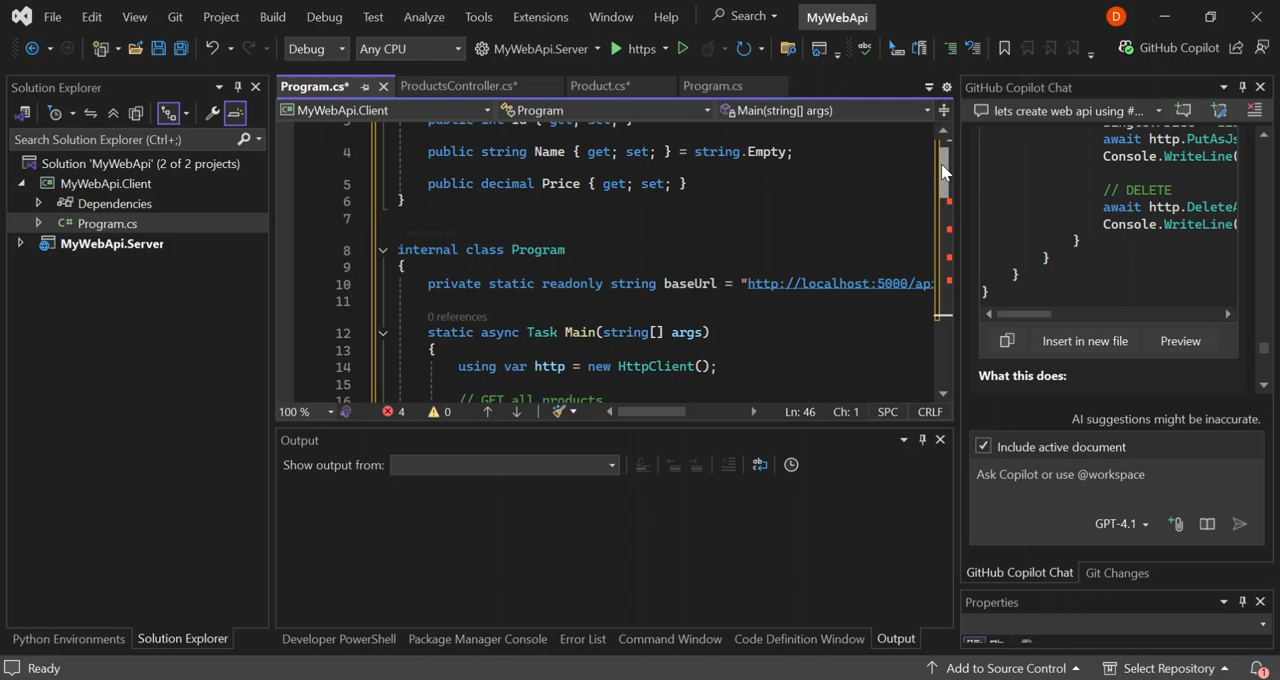 File Edit View Git Project Build Debug Test Analyze Tools Extensions Window Help Search MyWebApi D
Debug Any CPU MyWebApi.Server https GitHub Copilot
Solution Explorer
Search Solution Explorer (Ctrl+;)
Solution 'MyWebApi' (2 of 2 projects)
MyWebApi.Client
Dependencies
C# Program.cs
MyWebApi.Server
Program.cs* ProductsController.cs* Product.cs* Program.cs
MyWebApi.Client Program Main(string[] args)
4 public string Name { get; set; } = string.Empty;
5 public decimal Price { get; set; }
6 }
7
8 internal class Program
9 {
10 private static readonly string baseUrl = "http://localhost:5000/ap
11
0 references
12 static async Task Main(string[] args)
13 {
14 using var http = new HttpClient();
15
16 // GET all products
100 % 4 0 Ln: 46 Ch: 1 SPC CRLF
Output
Show output from:
GitHub Copilot Chat
lets create web api using #...
await http.PutAsJs
Console.WriteLine(
// DELETE
await http.DeleteA
Console.WriteLine(
}
}
}
}
Insert in new file Preview
What this does:
AI suggestions might be inaccurate.
Include active document
Ask Copilot or use @workspace
GPT-4.1
GitHub Copilot Chat Git Changes
Properties
Python Environments Solution Explorer
Developer PowerShell Package Manager Console Error List Command Window Code Definition Window Output
Ready Add to Source Control Select Repository 1